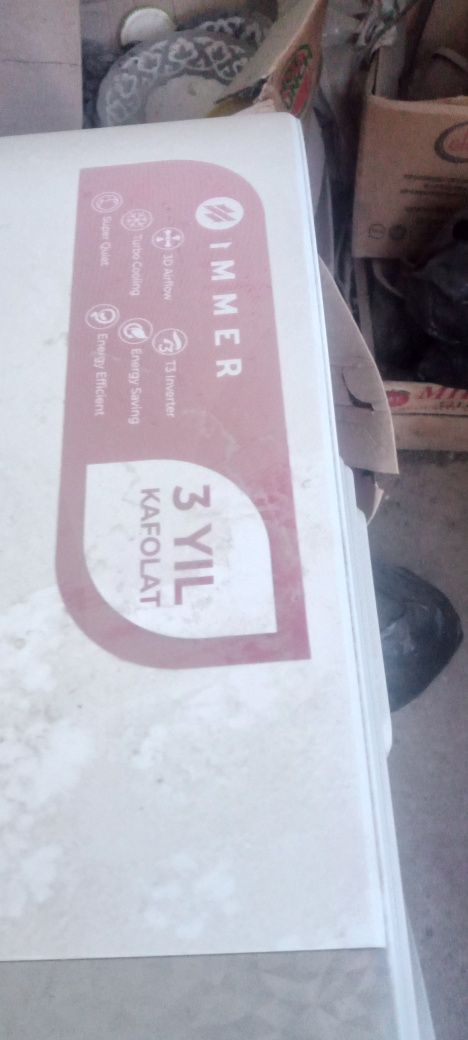 IMMER
3D Airflow
T3 Inverter
Turbo Cooling
Energy Saving
Super Quiet
Energy Efficient
3 YIL
KAFOLAT